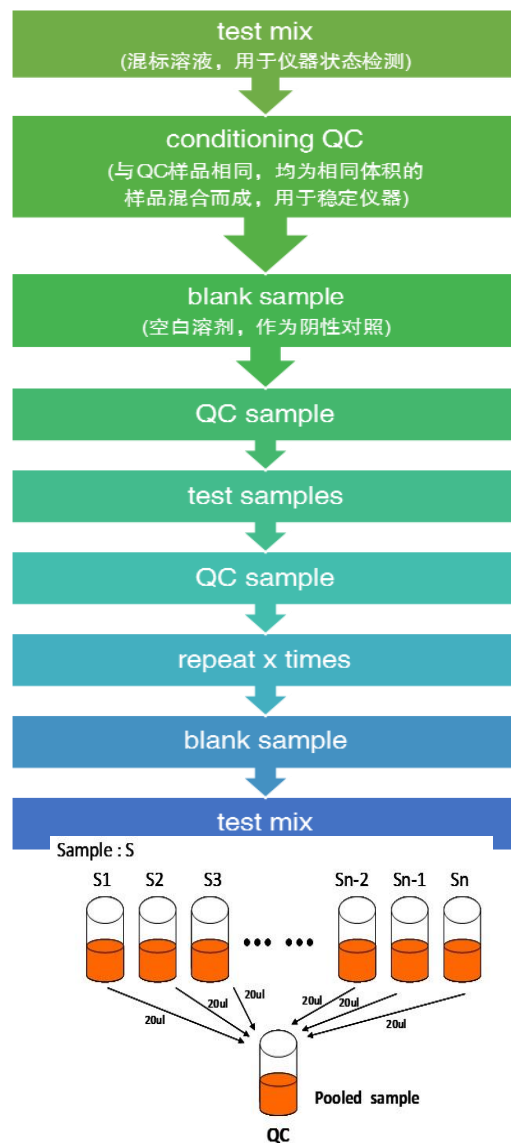 test mix
(混标溶液，用于仪器状态检测)
conditioning QC
(与QC样品相同，均为相同体积的
样品混合而成，用于稳定仪器)
blank sample
(空白溶剂，作为阴性对照)
QC sample
test samples
QC sample
repeat x times
blank sample
test mix
Sample : S
S1 S2 S3 Sn-2 Sn-1 Sn
•••  •••
20ul 20ul 20ul 20ul 20ul 20ul
Pooled sample
QC